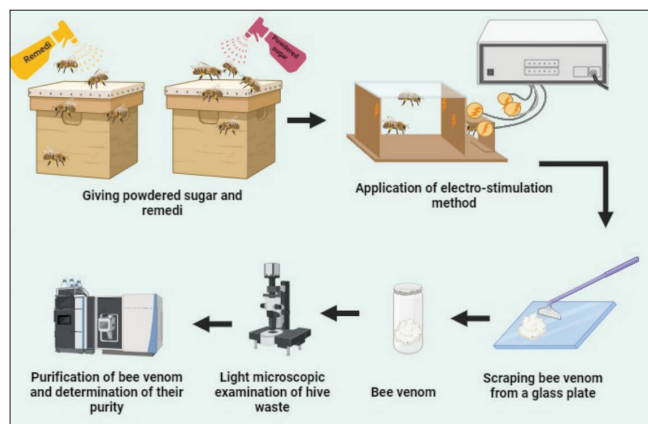 Remedi
Powdered
sugar
Giving powdered sugar and
remedi
Application of electro-stimulation
method
Purification of bee venom
and determination of their
purity
Light microscopic
examination of hive
waste
Bee venom
Scraping bee venom
from a glass plate